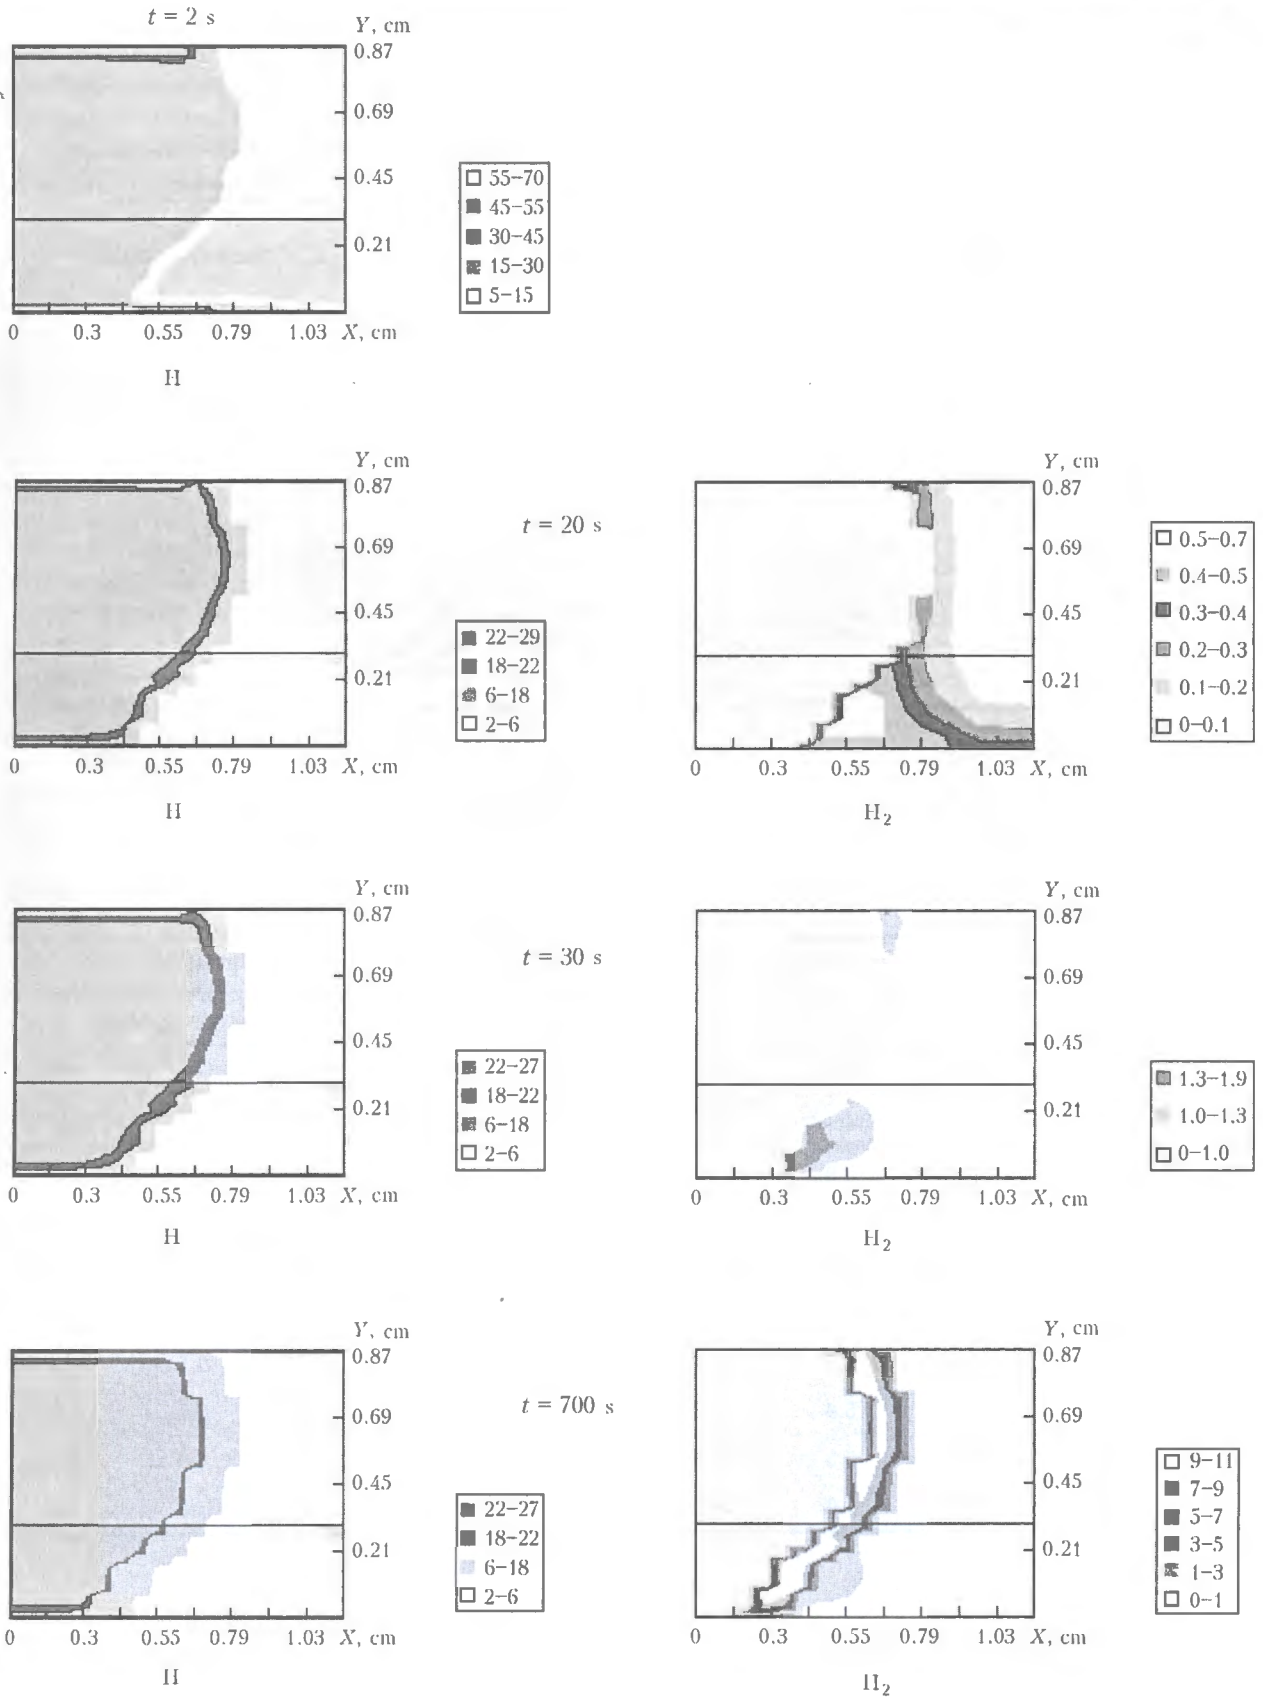 t = 2 s
Y, cm
0.87
0.69
0.45
0.21
0 0.3 0.55 0.79 1.03 X, cm
H
55–70
45–55
30–45
15–30
5–15
Y, cm
0.87
0.69
0.45
0.21
0 0.3 0.55 0.79 1.03 X, cm
H
22–29
18–22
6–18
2–6
t = 20 s
Y, cm
0.87
0.69
0.45
0.21
0 0.3 0.55 0.79 1.03 X, cm
H₂
0.5–0.7
0.4–0.5
0.3–0.4
0.2–0.3
0.1–0.2
0–0.1
Y, cm
0.87
0.69
0.45
0.21
0 0.3 0.55 0.79 1.03 X, cm
H
22–27
18–22
6–18
2–6
t = 30 s
Y, cm
0.87
0.69
0.45
0.21
0 0.3 0.55 0.79 1.03 X, cm
H₂
1.3–1.9
1.0–1.3
0–1.0
Y, cm
0.87
0.69
0.45
0.21
0 0.3 0.55 0.79 1.03 X, cm
H
22–27
18–22
6–18
2–6
t = 700 s
Y, cm
0.87
0.69
0.45
0.21
0 0.3 0.55 0.79 1.03 X, cm
H₂
9–11
7–9
5–7
3–5
1–3
0–1